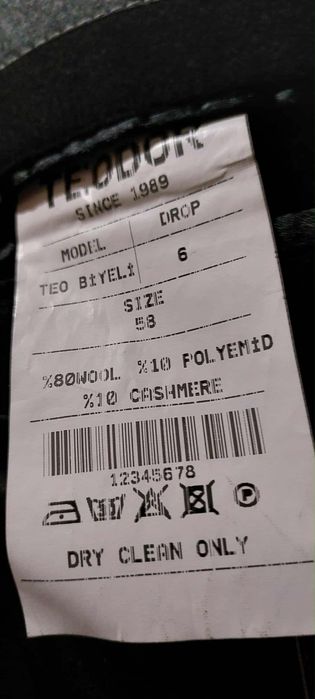 TEODOR
SINCE 1989
MODEL DROP
TEO BİYELİ 6
SIZE
58
%80WOOL %10 POLYEMİD
%10 CASHMERE
12345678
P
DRY CLEAN ONLY